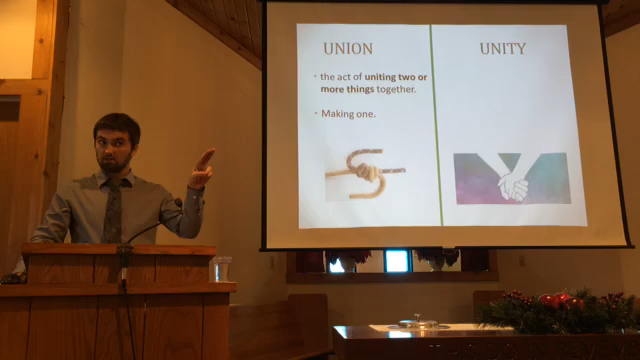 UNION
• the act of uniting two or
more things together.
• Making one.
UNITY